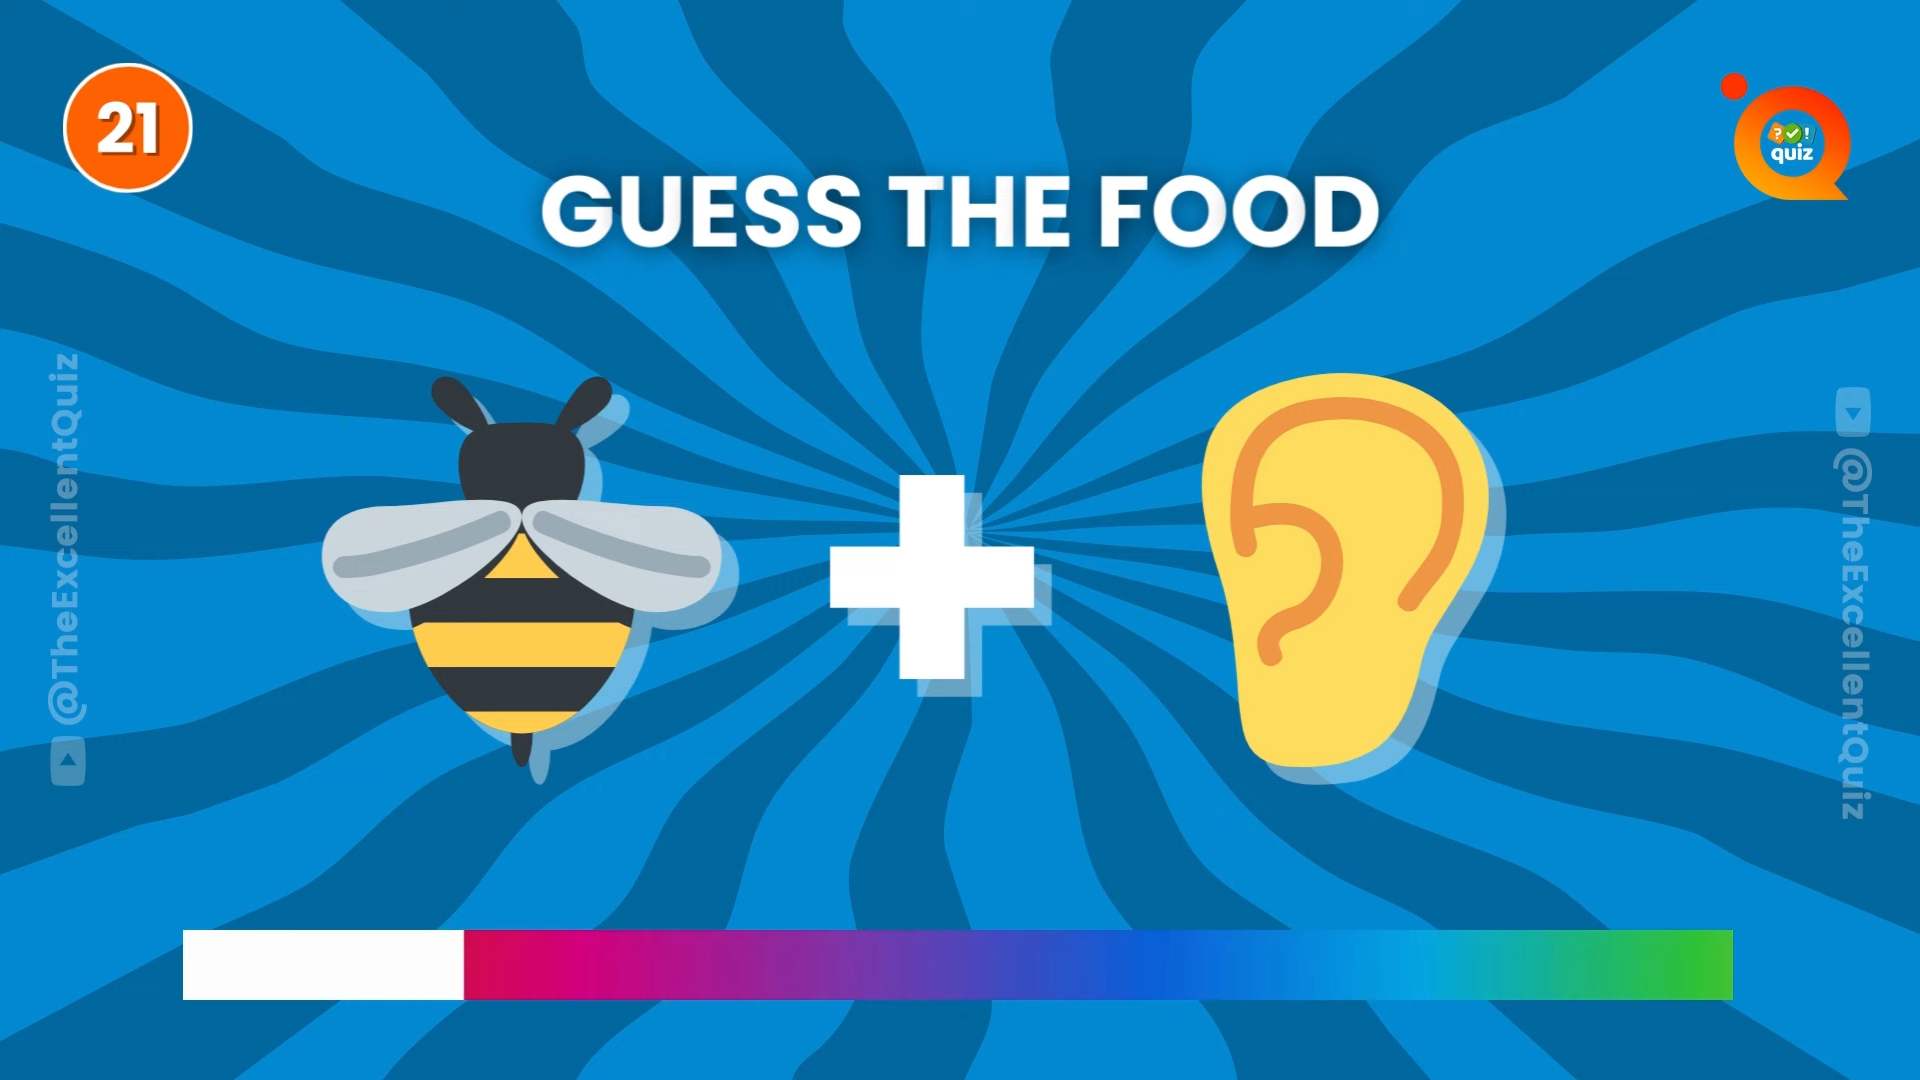 21
? !
quiz
GUESS THE FOOD
@TheExcellentQuiz
@TheExcellentQuiz